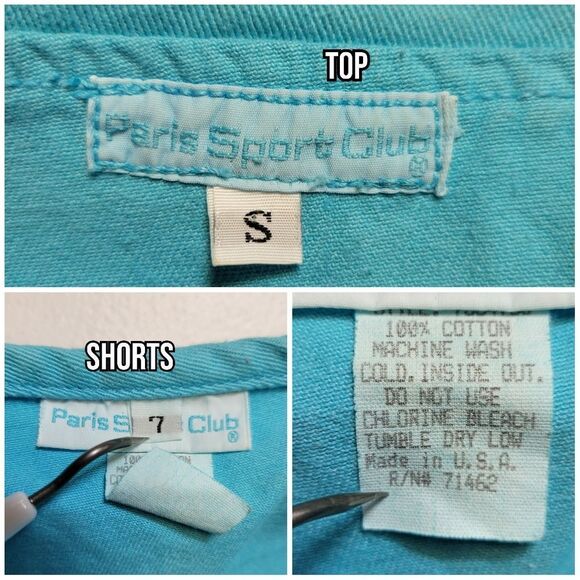 TOP
Paris Sport Club®
S
SHORTS
Paris S 7 Club®
100% COTTON
MACHINE WASH
COLD. INSIDE OUT.
DO NOT USE
CHLORINE BLEACH
TUMBLE DRY LOW
Made in U.S.A.
R/N# 71462